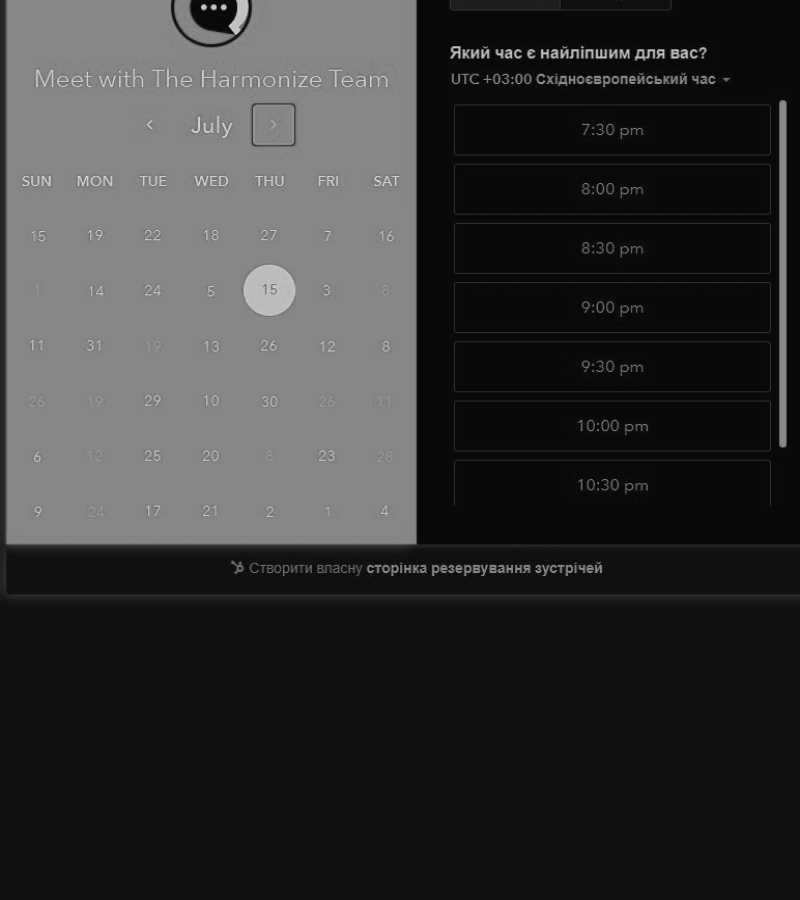 Meet with The Harmonize Team
July
SUN MON TUE WED THU FRI SAT
15 19 22 18 27 7 16
1 14 24 5 15 3 8
11 31 19 13 26 12 8
26 19 29 10 30 26 11
6 12 25 20 8 23 28
9 24 17 21 2 1 4
Який час є найліпшим для вас?
UTC +03:00 Східноєвропейський час
7:30 pm
8:00 pm
8:30 pm
9:00 pm
9:30 pm
10:00 pm
10:30 pm
Створити власну сторінка резервування зустрічей